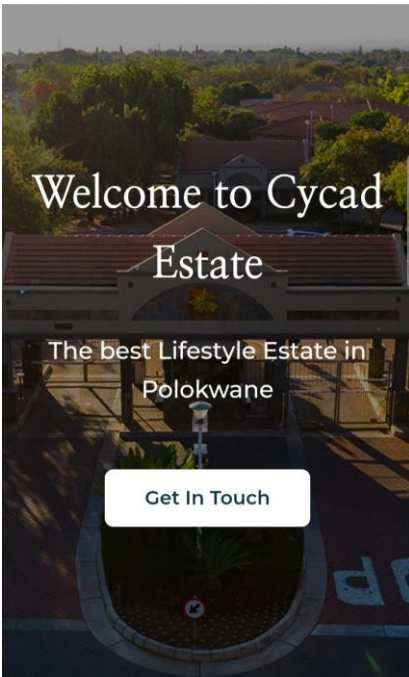 Welcome to Cycad
Estate
The best Lifestyle Estate in
Polokwane
Get In Touch